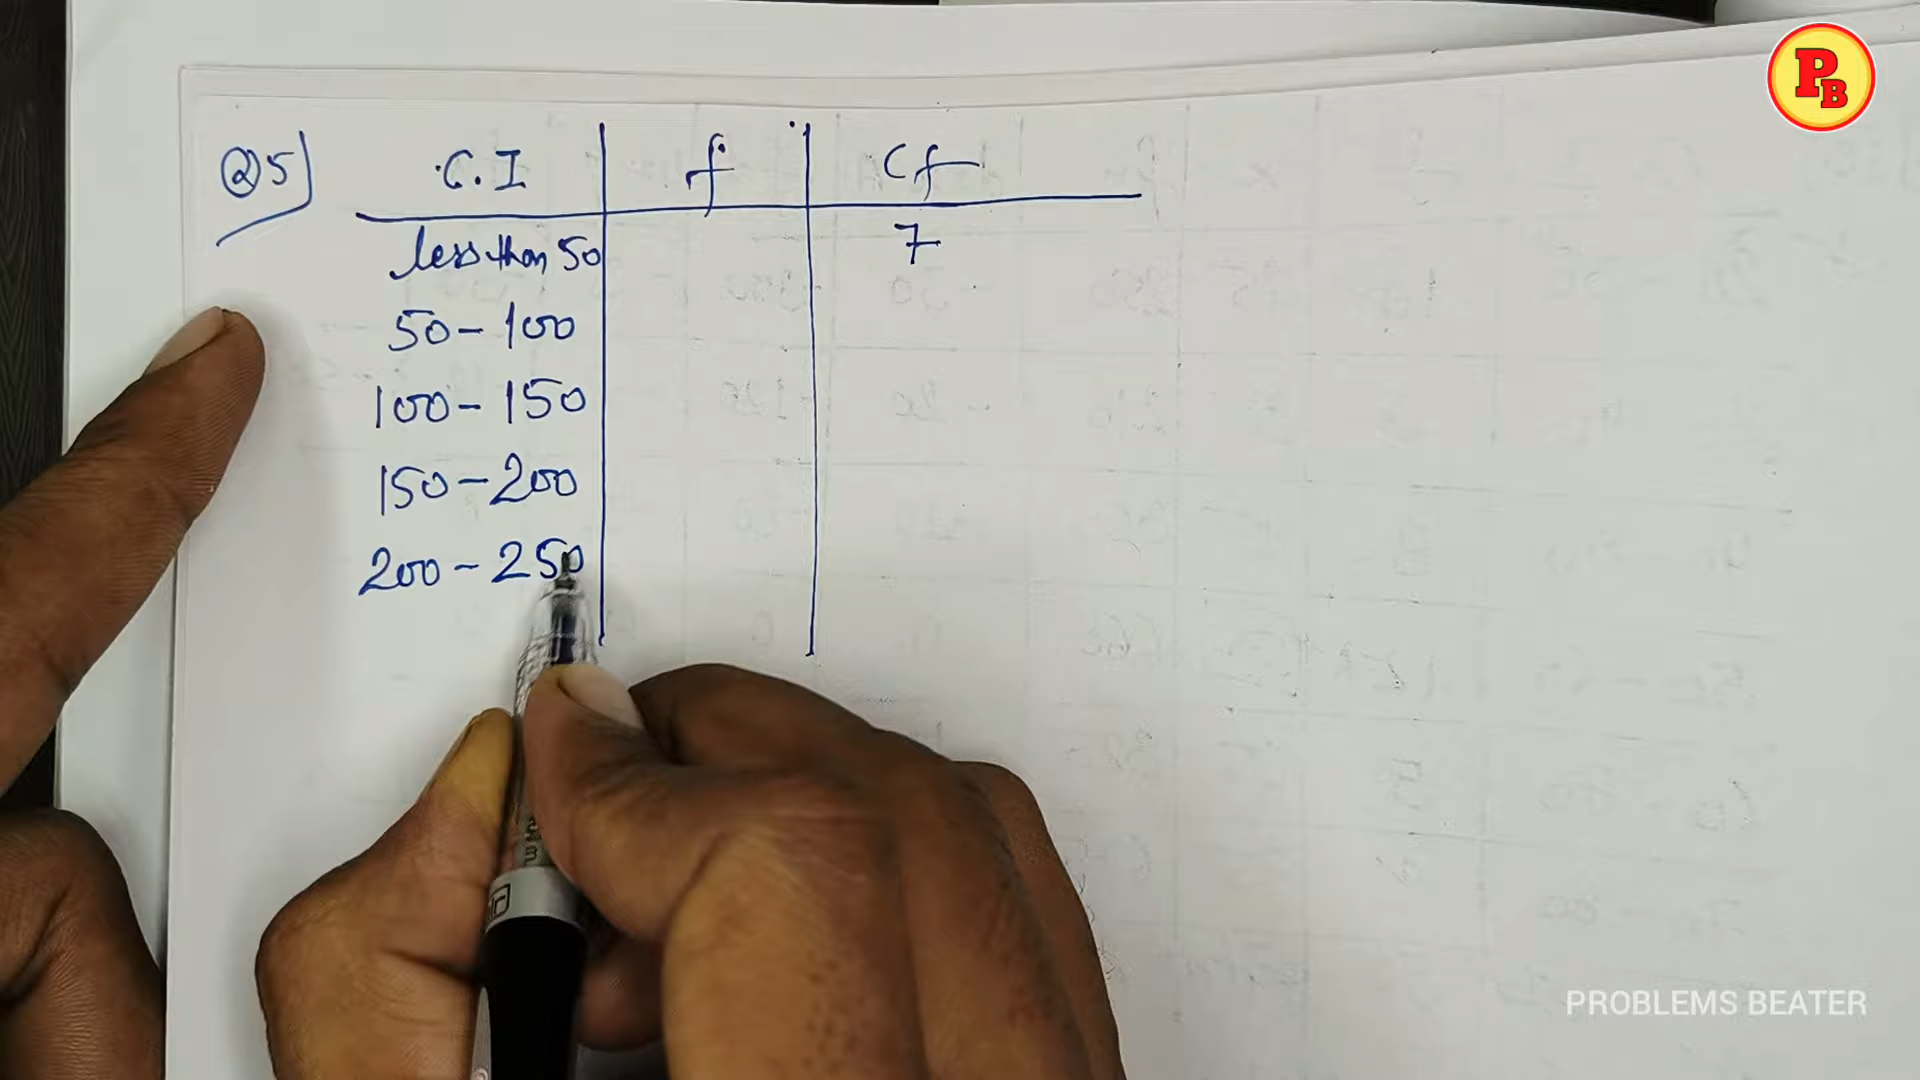 PB
Q5) C.I f Cf
less than 50 7
50-100
100-150
150-200
200-250
PROBLEMS BEATER